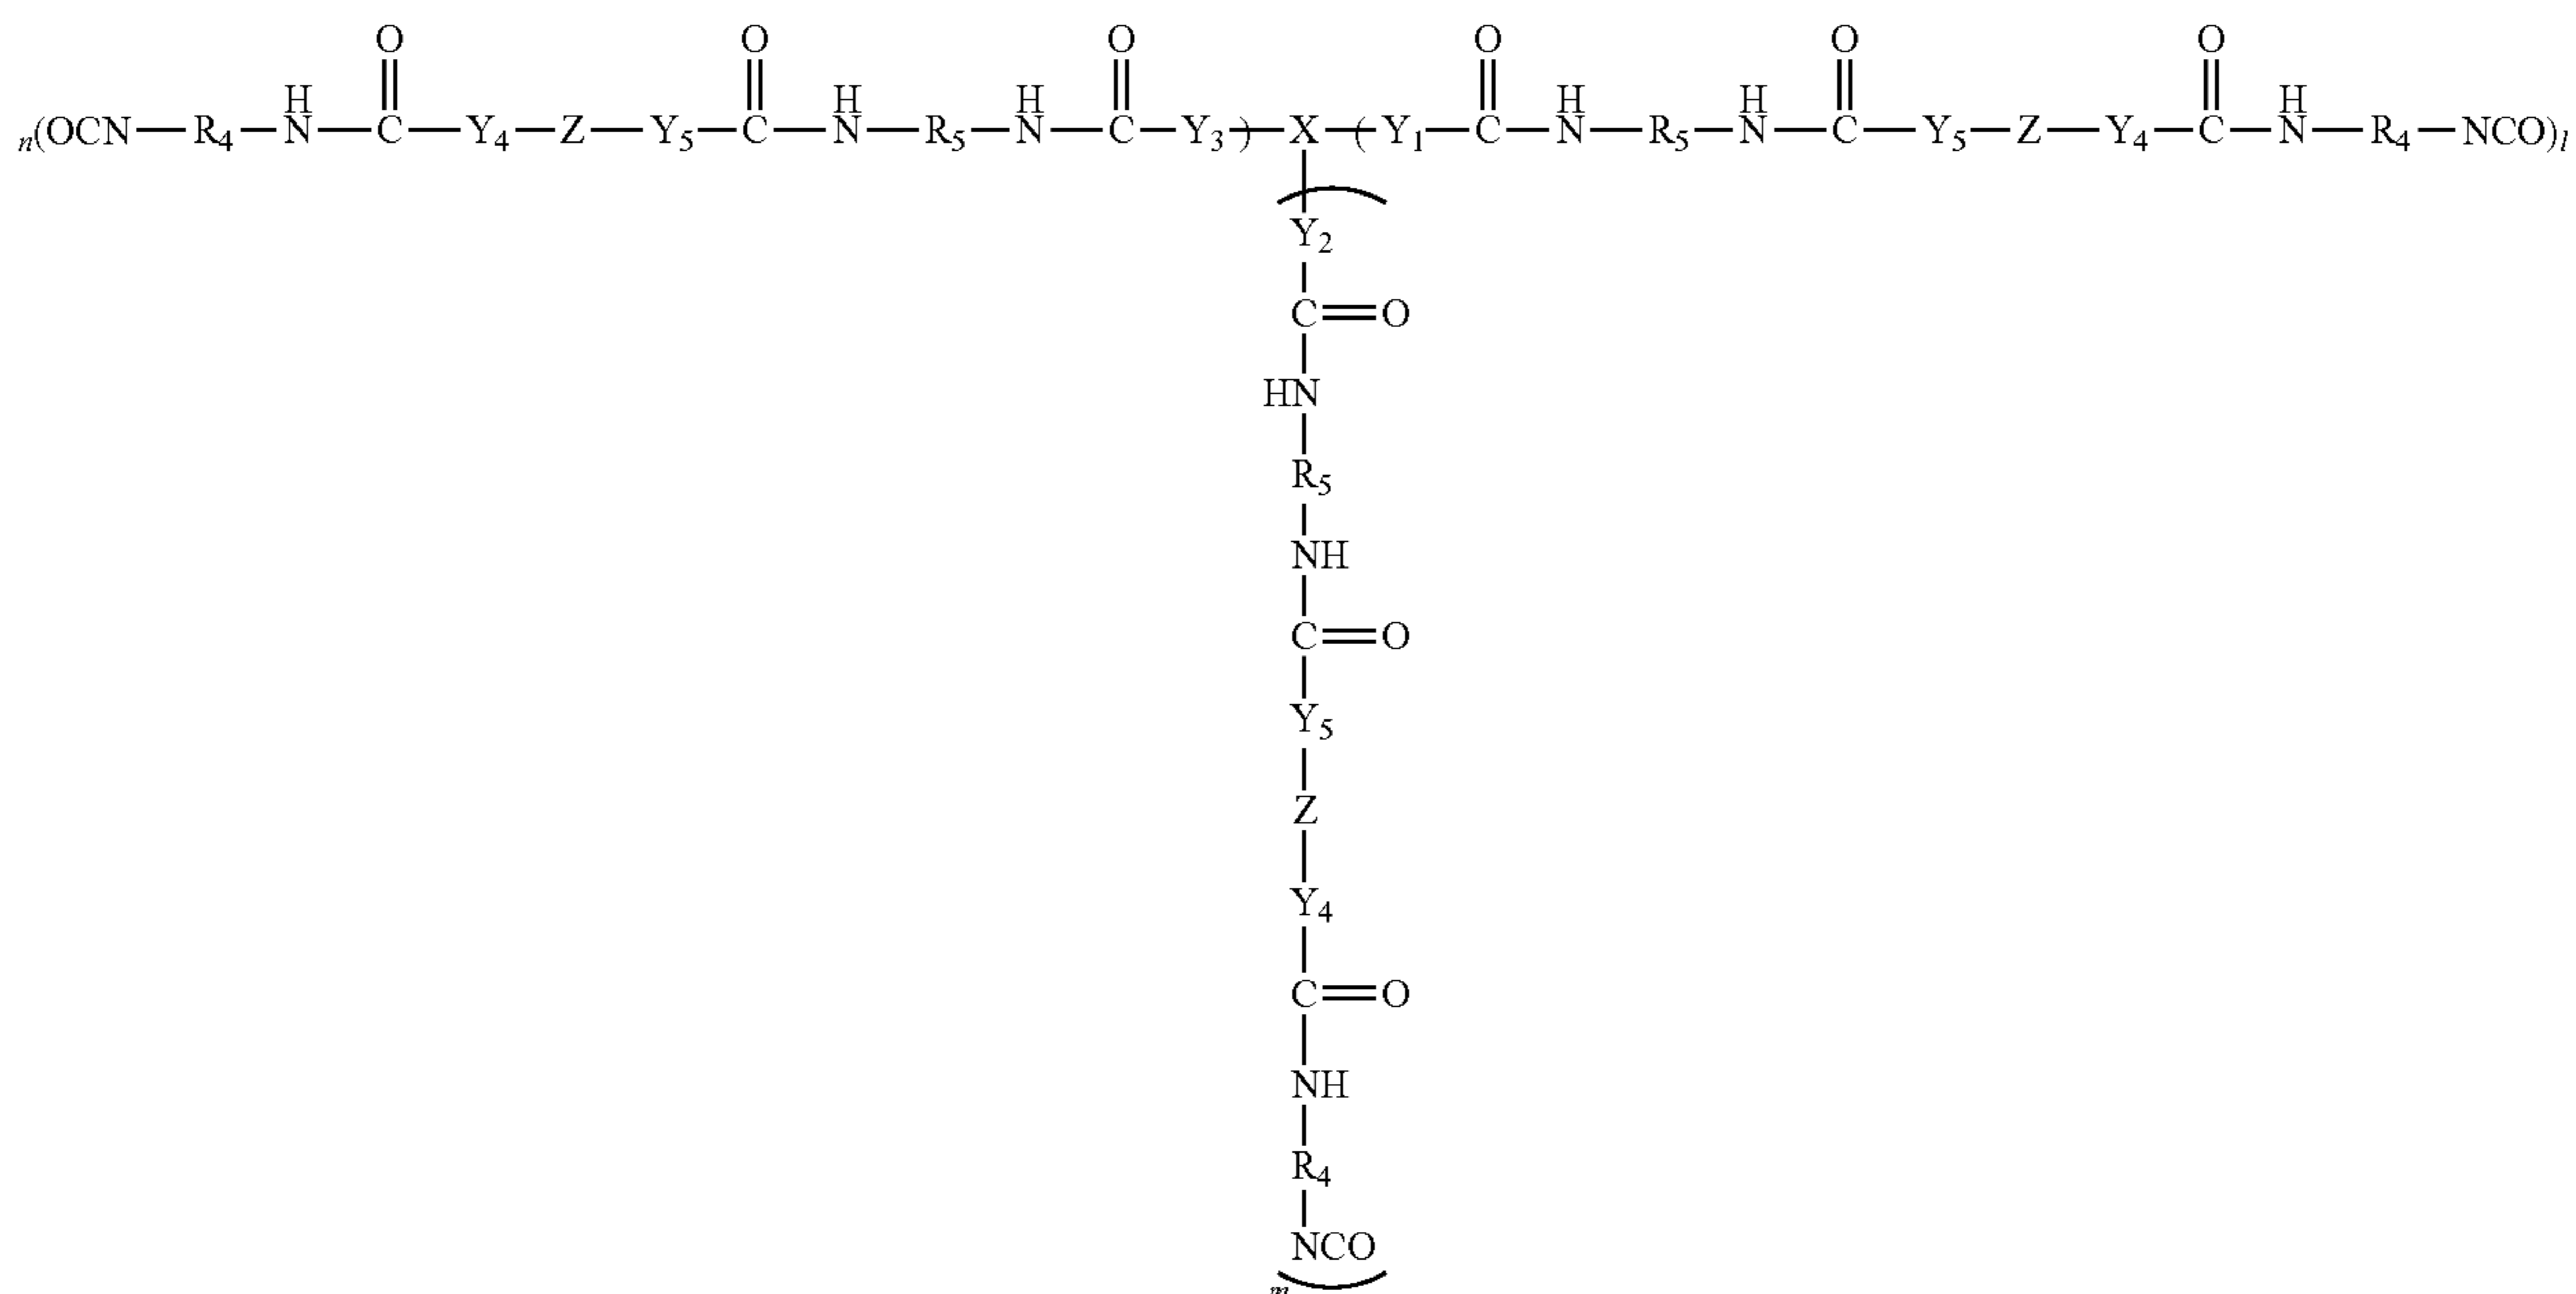 O O O O O O
H H H H H H
n(OCN—R4—N—C—Y4—Z—Y5—C—N—R5—N—C—Y3)—X—(Y1—C—N—R5—N—C—Y5—Z—Y4—C—N—R4—NCO)l
Y2
C=O
HN
R5
NH
C=O
Y5
Z
Y4
C=O
NH
R4
NCO
m